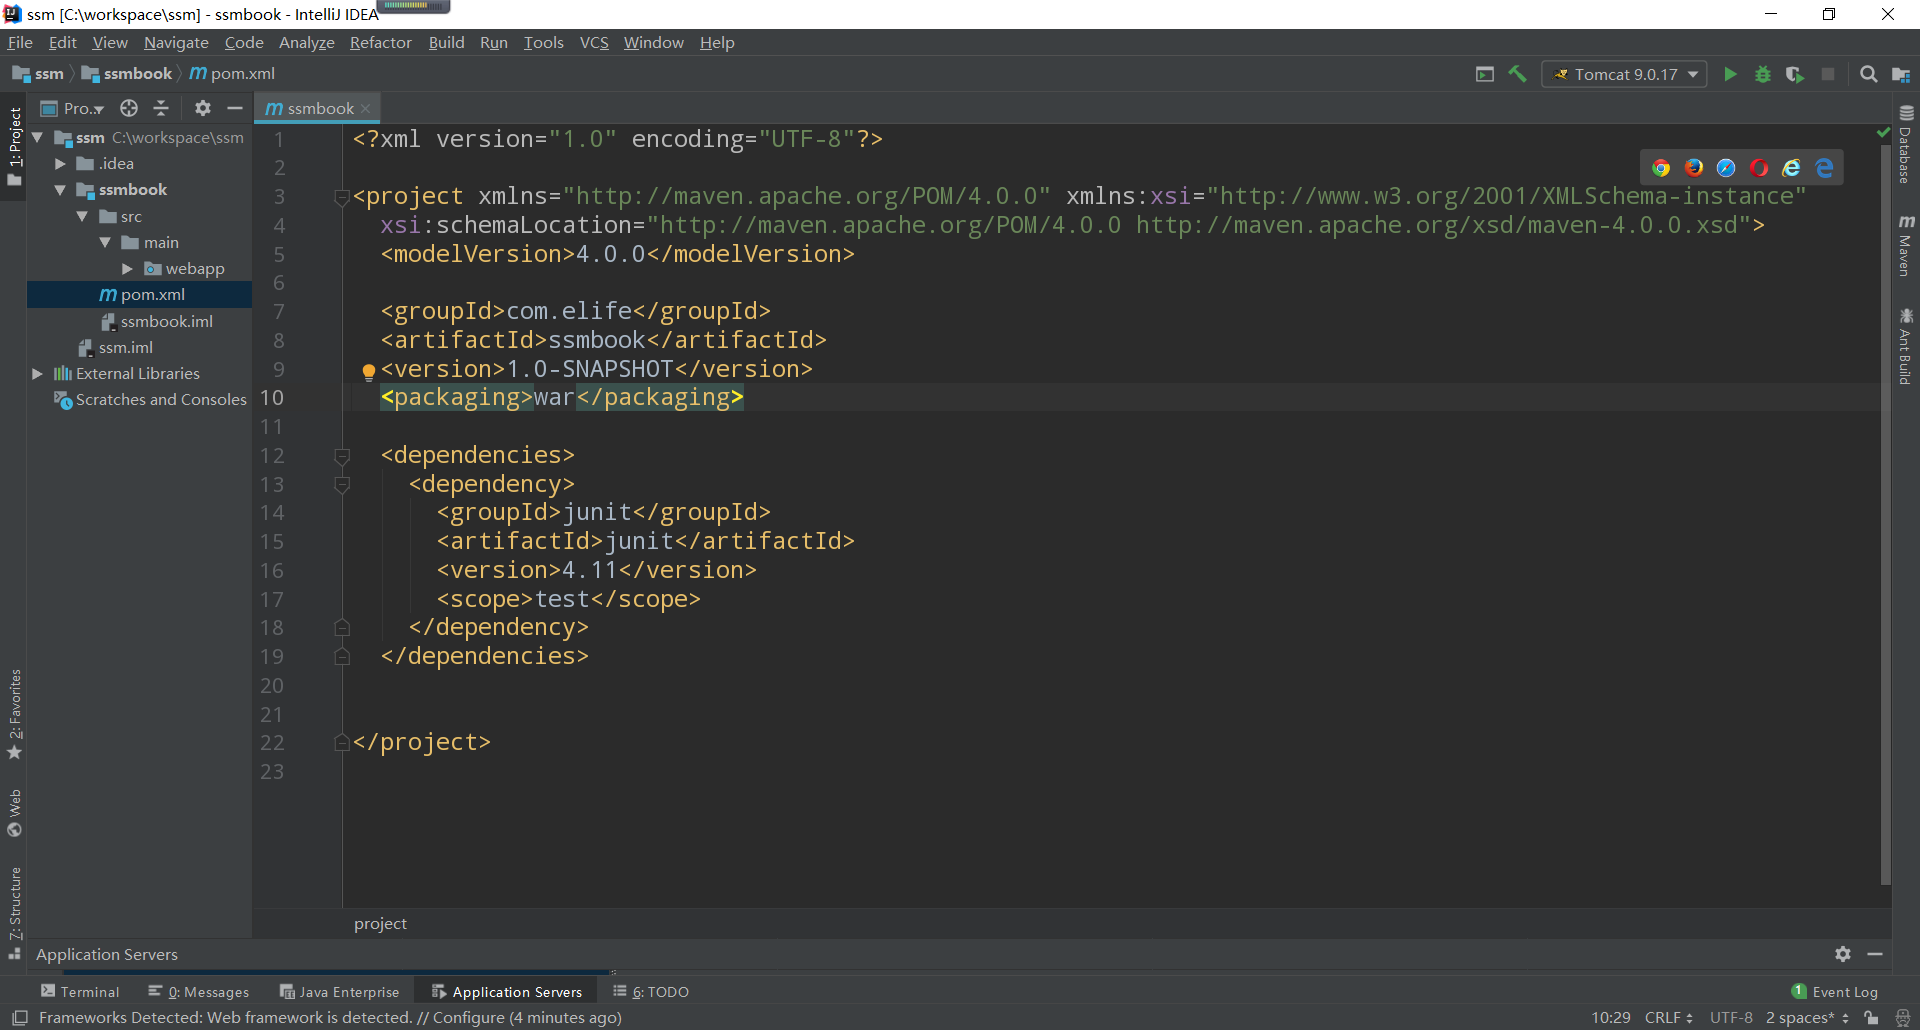 ssm [C:\workspace\ssm] - ssmbook - IntelliJ IDEA
File Edit View Navigate Code Analyze Refactor Build Run Tools VCS Window Help
ssm ssmbook m pom.xml
Tomcat 9.0.17
1: Project
Pro..
m ssmbook
ssm C:\workspace\ssm
.idea
ssmbook
src
main
webapp
m pom.xml
ssmbook.iml
ssm.iml
External Libraries
Scratches and Consoles
1 <?xml version="1.0" encoding="UTF-8"?>
2
3 <project xmlns="http://maven.apache.org/POM/4.0.0" xmlns:xsi="http://www.w3.org/2001/XMLSchema-instance"
4 xsi:schemaLocation="http://maven.apache.org/POM/4.0.0 http://maven.apache.org/xsd/maven-4.0.0.xsd">
5 <modelVersion>4.0.0</modelVersion>
6
7 <groupId>com.elife</groupId>
8 <artifactId>ssmbook</artifactId>
9 <version>1.0-SNAPSHOT</version>
10 <packaging>war</packaging>
11
12 <dependencies>
13 <dependency>
14 <groupId>junit</groupId>
15 <artifactId>junit</artifactId>
16 <version>4.11</version>
17 <scope>test</scope>
18 </dependency>
19 </dependencies>
20
21
22 </project>
23
project
Database
m Maven
Ant Build
2: Favorites
Web
7: Structure
Application Servers
Terminal 0: Messages Java Enterprise Application Servers 6: TODO 1 Event Log
Frameworks Detected: Web framework is detected. // Configure (4 minutes ago) 10:29 CRLF UTF-8 2 spaces*